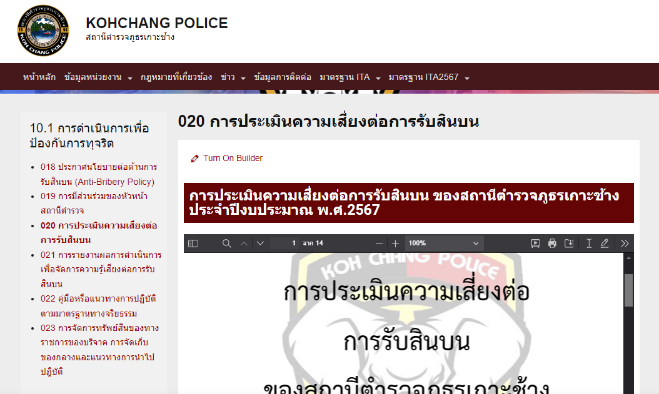 KOHCHANG POLICE
สถานีตำรวจภูธรเกาะช้าง
หน้าหลัก ข้อมูลหน่วยงาน กฎหมายที่เกี่ยวข้อง ข่าว ข้อมูลการติดต่อ มาตรฐาน ITA มาตรฐาน ITA2567
10.1 การดำเนินการเพื่อ
ป้องกันการทุจริต
018 ประกาศนโยบายต่อต้านการ
รับสินบน (Anti-Bribery Policy)
019 การมีส่วนร่วมของหัวหน้า
สถานีตำรวจ
020 การประเมินความเสี่ยงต่อ
การรับสินบน
021 การรายงานผลการดำเนินการ
เพื่อจัดการความรู้เสี่ยงต่อการรับ
สินบน
022 คู่มือหรือแนวทางการปฏิบัติ
ตามมาตรฐานทางจริยธรรม
023 การจัดการทรัพย์สินของทาง
ราชการของบริจาค การจัดเก็บ
ของกลางและแนวทางการนำไป
ปฏิบัติ
020 การประเมินความเสี่ยงต่อการรับสินบน
Turn On Builder
การประเมินความเสี่ยงต่อการรับสินบน ของสถานีตำรวจภูธรเกาะช้าง
ประจำปีงบประมาณ พ.ศ.2567
1 จาก 14 100%
KOH CHANG POLICE
การประเมินความเสี่ยงต่อ
การรับสินบน
ของสถานีตำรวจภูธรเกาะช้าง